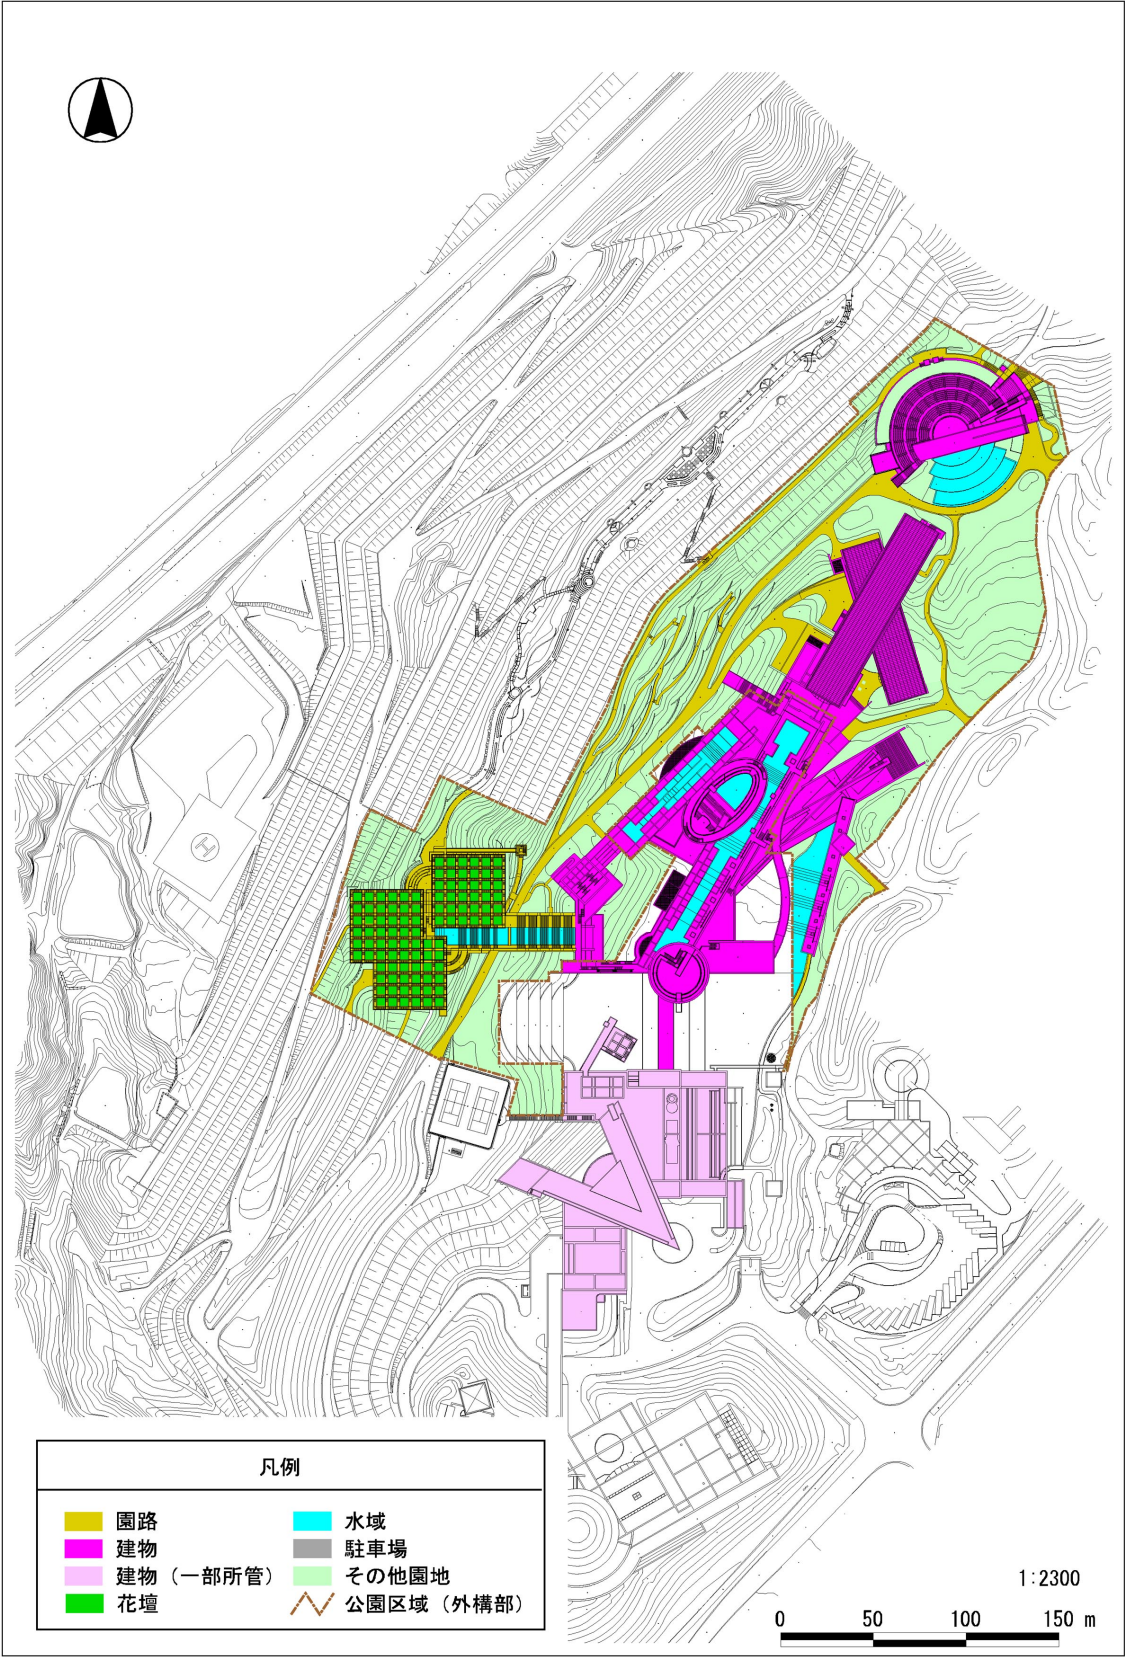 H
凡例
園路
建物
建物（一部所管）
花壇
水域
駐車場
その他園地
公園区域（外構部）
1:2300
0 50 100 150 m